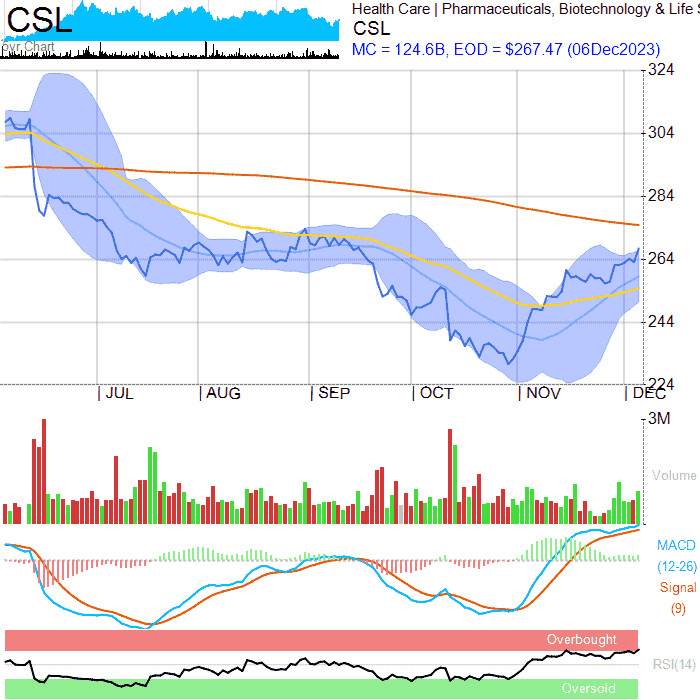 CSL
Health Care | Pharmaceuticals, Biotechnology & Life
CSL
MC = 124.6B, EOD = $267.47 (06Dec2023)
Chart
324
304
284
264
244
224
JUL
AUG
SEP
OCT
NOV
DEC
3M
Volume
MACD
(12-26)
Signal
(9)
Overbought
RSI(14)
Oversold